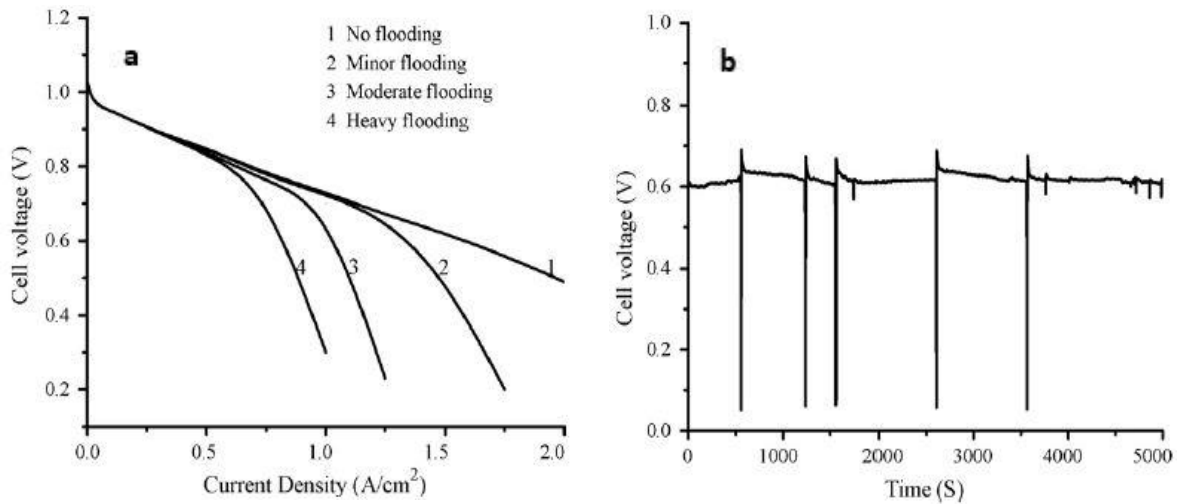 a
1 No flooding
2 Minor flooding
3 Moderate flooding
4 Heavy flooding
1.2
1.0
0.8
0.6
0.4
0.2
Cell voltage (V)
4
3
2
1
0.0
0.5
1.0
1.5
2.0
Current Density (A/cm²)
b
1.0
0.8
0.6
0.4
0.2
0.0
Cell voltage (V)
0
1000
2000
3000
4000
5000
Time (S)